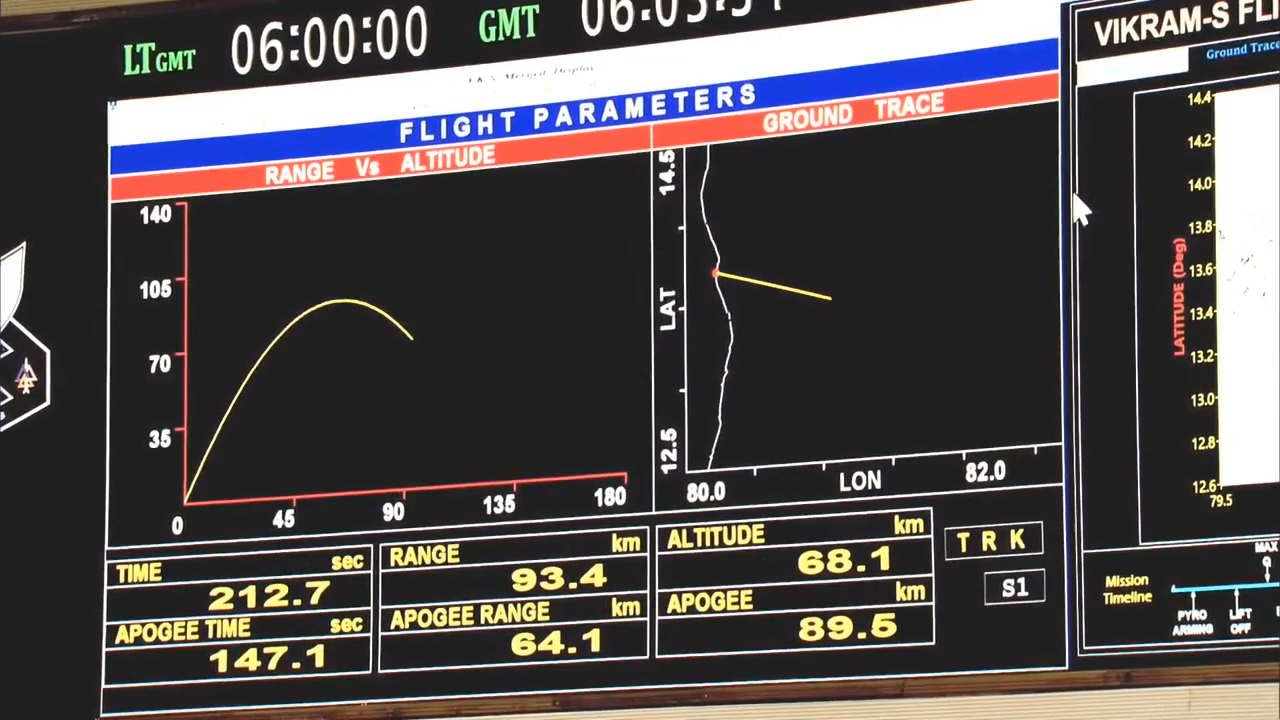 LT GMT 06:00:00 GMT
VIKRAM-S FLI
Ground Trace
FLIGHT PARAMETERS
RANGE Vs ALTITUDE
GROUND TRACE
140
105
70
35
0 45 90 135 180
14.5
LAT
12.5
80.0 LON 82.0
TIME sec
212.7
APOGEE TIME sec
147.1
RANGE km
93.4
APOGEE RANGE km
64.1
ALTITUDE km
68.1
APOGEE km
89.5
TRK
S1
LATITUDE (Deg)
14.4
14.2
14.0
13.8
13.6
13.4
13.2
13.0
12.8
12.6
79.5
Mission
Timeline
MAX
Q
PYRO
ARMING
LIFT
OFF